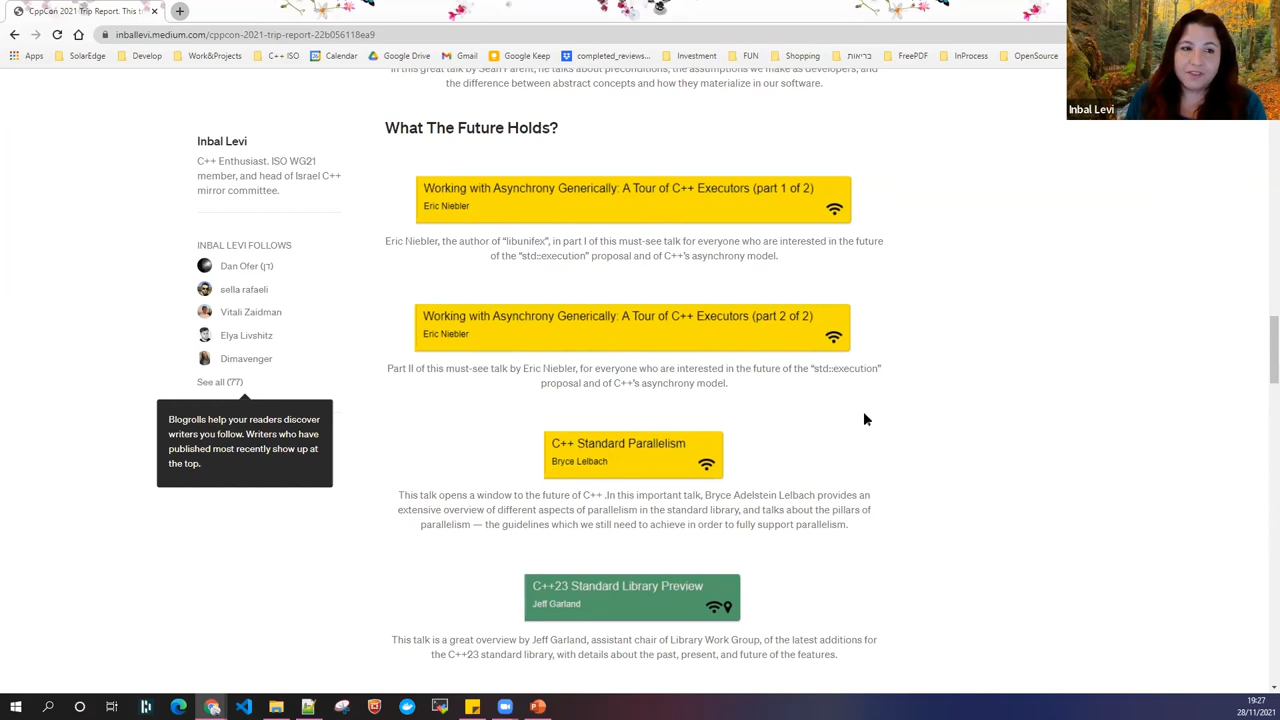 CppCon 2021 Trip Report. This t
inballevi.medium.com/cppcon-2021-trip-report-22b056118ea9
Apps
SolarEdge
Develop
Work&Projects
C++ ISO
Calendar
Google Drive
Gmail
Google Keep
completed_reviews...
Investment
FUN
Shopping
בריאות
FreePDF
InProcess
OpenSource
Inbal Levi
In this great talk by Sean Parent, he talks about preconditions, the assumptions we make as developers, and
the difference between abstract concepts and how they materialize in our software.
What The Future Holds?
Inbal Levi
C++ Enthusiast. ISO WG21
member, and head of Israel C++
mirror committee.
INBAL LEVI FOLLOWS
Dan Ofer (דן)
sella rafaeli
Vitali Zaidman
Elya Livshitz
Dimavenger
See all (77)
Blogrolls help your readers discover
writers you follow. Writers who have
published most recently show up at
the top.
Working with Asynchrony Generically: A Tour of C++ Executors (part 1 of 2)
Eric Niebler
Eric Niebler, the author of “libunifex”, in part I of this must-see talk for everyone who are interested in the future
of the “std::execution” proposal and of C++’s asynchrony model.
Working with Asynchrony Generically: A Tour of C++ Executors (part 2 of 2)
Eric Niebler
Part II of this must-see talk by Eric Niebler, for everyone who are interested in the future of the “std::execution”
proposal and of C++’s asynchrony model.
C++ Standard Parallelism
Bryce Lelbach
This talk opens a window to the future of C++ .In this important talk, Bryce Adelstein Lelbach provides an
extensive overview of different aspects of parallelism in the standard library, and talks about the pillars of
parallelism — the guidelines which we still need to achieve in order to fully support parallelism.
C++23 Standard Library Preview
Jeff Garland
This talk is a great overview by Jeff Garland, assistant chair of Library Work Group, of the latest additions for
the C++23 standard library, with details about the past, present, and future of the features.
19:27
28/11/2021